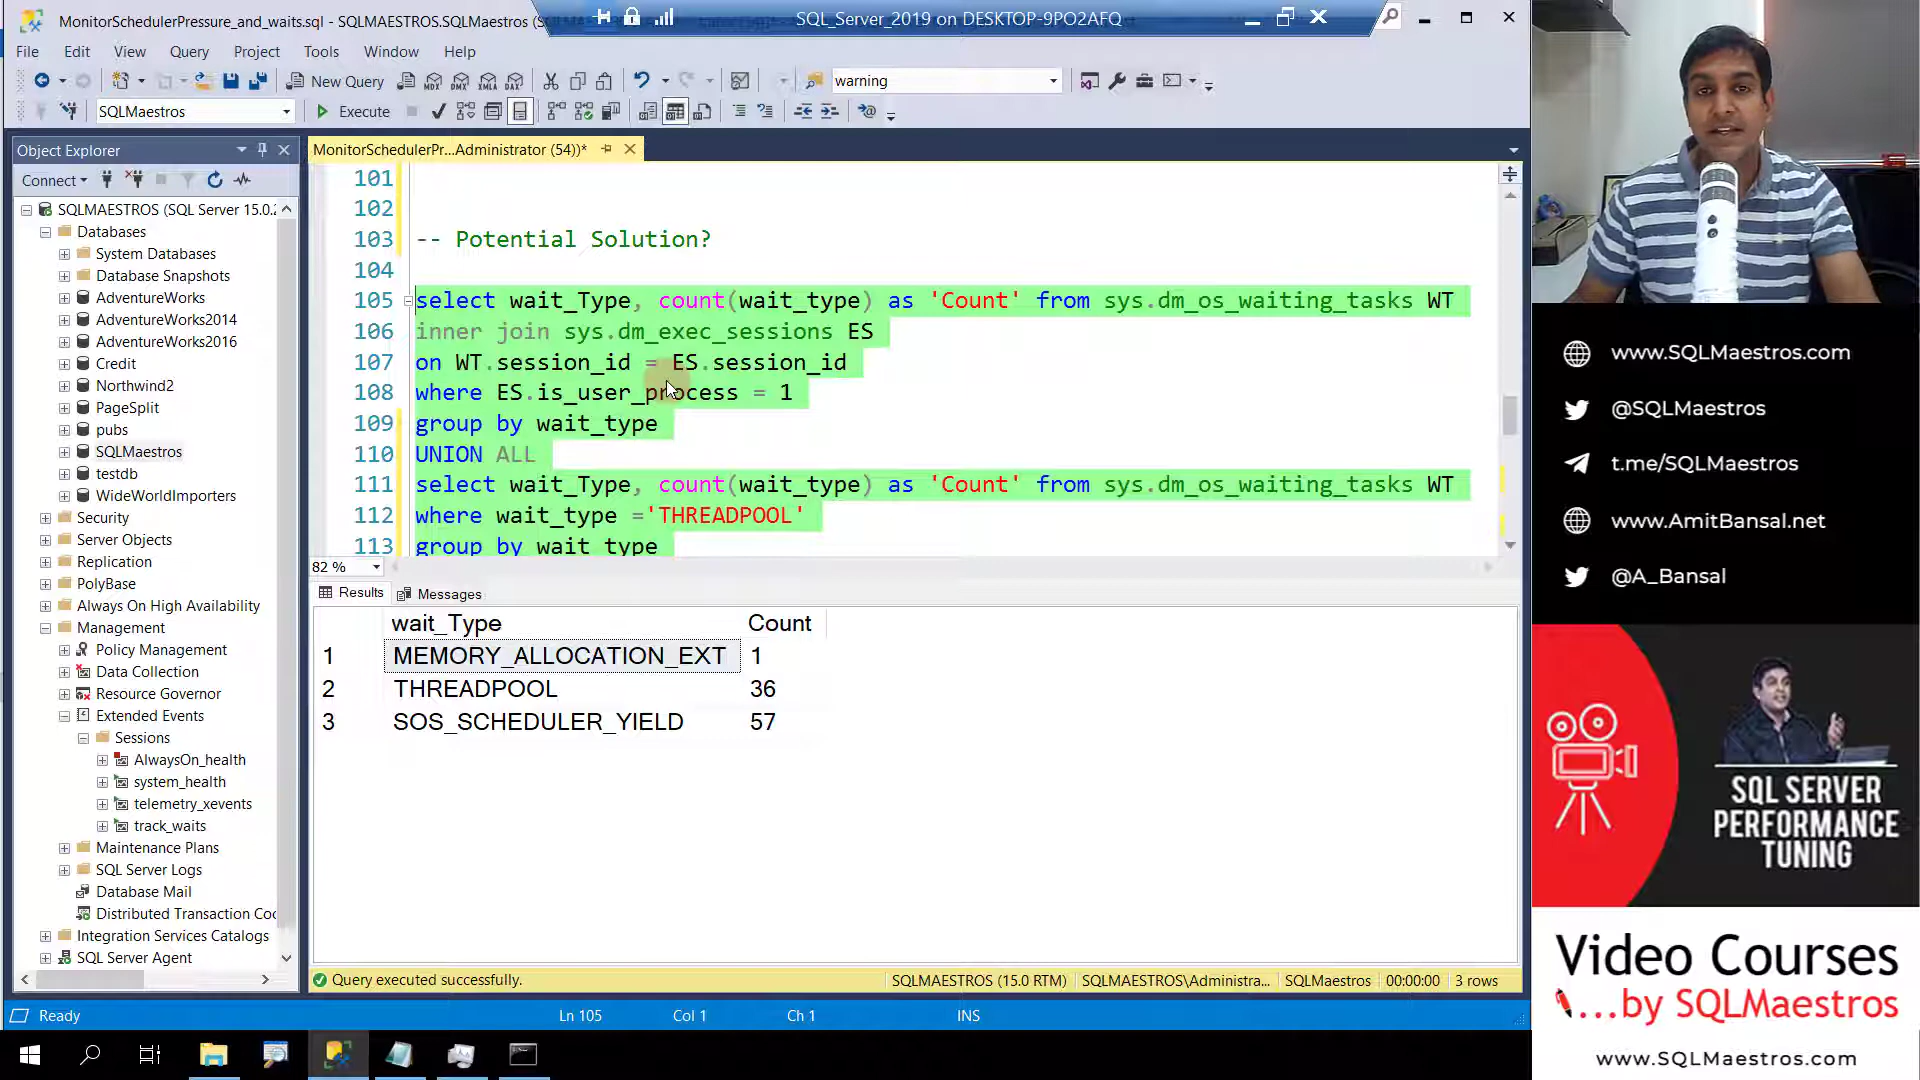 MonitorSchedulerPressure_and_waits.sql - SQLMAESTROS.SQLMaestros (SQLMAESTROS
SQL_Server_2019 on DESKTOP-9PO2AFQ
File Edit View Query Project Tools Window Help
New Query
MDX DMX XMLA DAX
warning
SQLMaestros
Execute
Object Explorer
Connect
SQLMAESTROS (SQL Server 15.0.2
Databases
System Databases
Database Snapshots
AdventureWorks
AdventureWorks2014
AdventureWorks2016
Credit
Northwind2
PageSplit
pubs
SQLMaestros
testdb
WideWorldImporters
Security
Server Objects
Replication
PolyBase
Always On High Availability
Management
Policy Management
Data Collection
Resource Governor
Extended Events
Sessions
AlwaysOn_health
system_health
telemetry_xevents
track_waits
Maintenance Plans
SQL Server Logs
Database Mail
Distributed Transaction Coo
Integration Services Catalogs
SQL Server Agent
MonitorSchedulerPr...Administrator (54))*
101
102
103 -- Potential Solution?
104
105 select wait_Type, count(wait_type) as 'Count' from sys.dm_os_waiting_tasks WT
106 inner join sys.dm_exec_sessions ES
107 on WT.session_id = ES.session_id
108 where ES.is_user_process = 1
109 group by wait_type
110 UNION ALL
111 select wait_Type, count(wait_type) as 'Count' from sys.dm_os_waiting_tasks WT
112 where wait_type ='THREADPOOL'
113 group by wait_type
82 %
Results Messages
wait_Type Count
1 MEMORY_ALLOCATION_EXT 1
2 THREADPOOL 36
3 SOS_SCHEDULER_YIELD 57
Query executed successfully.
SQLMAESTROS (15.0 RTM) SQLMAESTROS\Administra... SQLMaestros 00:00:00 3 rows
Ready Ln 105 Col 1 Ch 1 INS
www.SQLMaestros.com
@SQLMaestros
t.me/SQLMaestros
www.AmitBansal.net
@A_Bansal
SQL SERVER
PERFORMANCE
TUNING
Video Courses
...by SQLMaestros
www.SQLMaestros.com